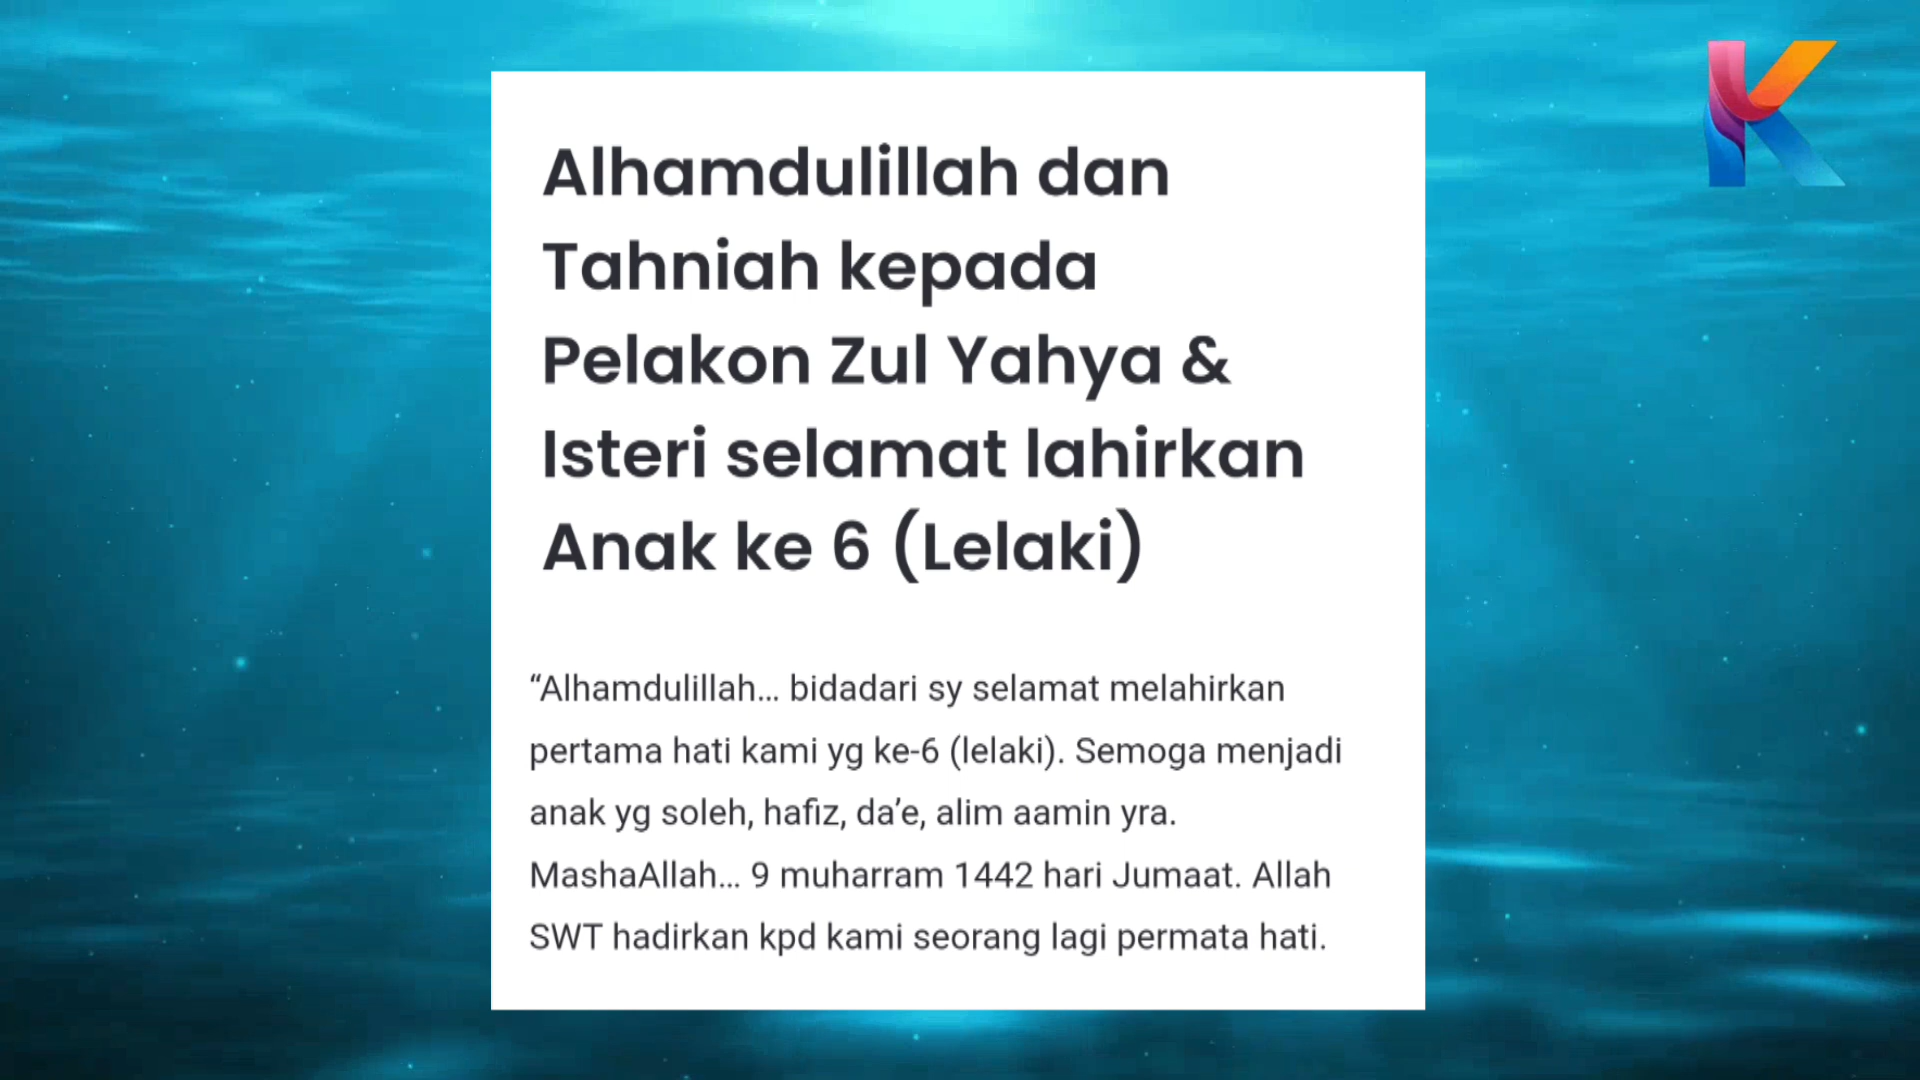 Alhamdulillah dan
Tahniah kepada
Pelakon Zul Yahya &
Isteri selamat lahirkan
Anak ke 6 (Lelaki)
“Alhamdulillah... bidadari sy selamat melahirkan
pertama hati kami yg ke-6 (lelaki). Semoga menjadi
anak yg soleh, hafiz, da’e, alim aamin yra.
MashaAllah... 9 muharram 1442 hari Jumaat. Allah
SWT hadirkan kpd kami seorang lagi permata hati.
K